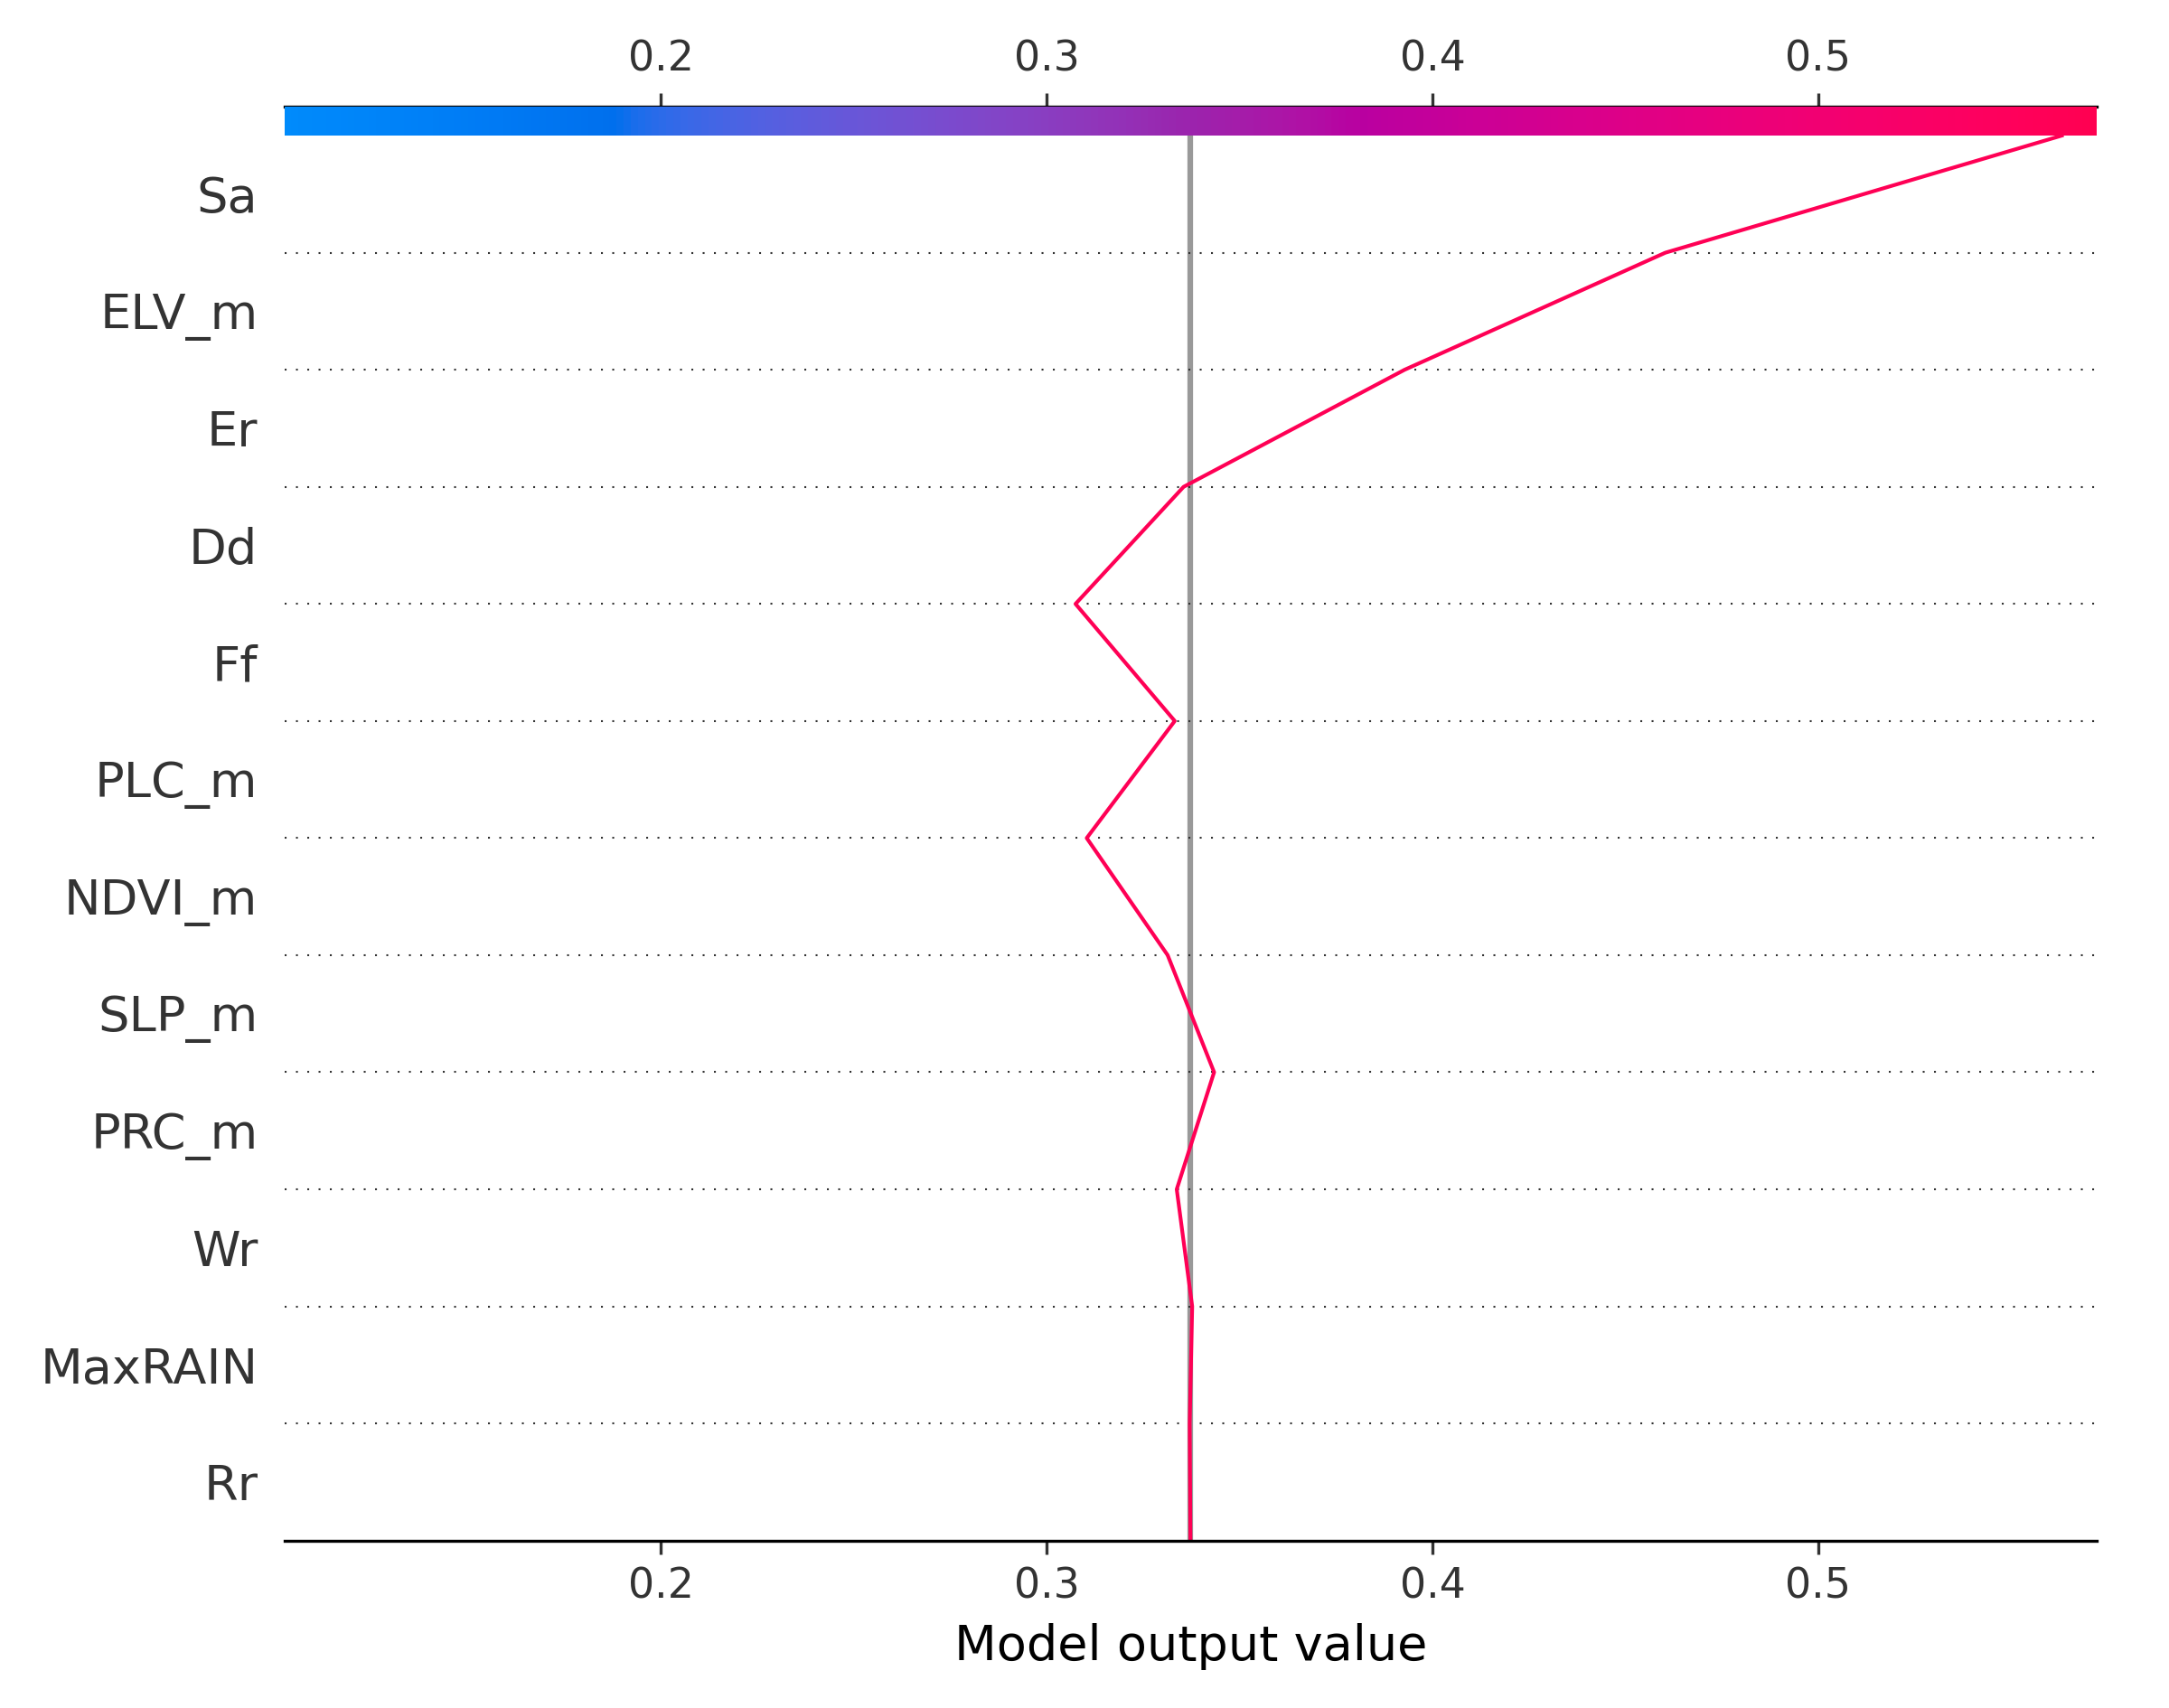 0.2 0.3 0.4 0.5
Sa
ELV_m
Er
Dd
Ff
PLC_m
NDVI_m
SLP_m
PRC_m
Wr
MaxRAIN
Rr
0.2 0.3 0.4 0.5
Model output value